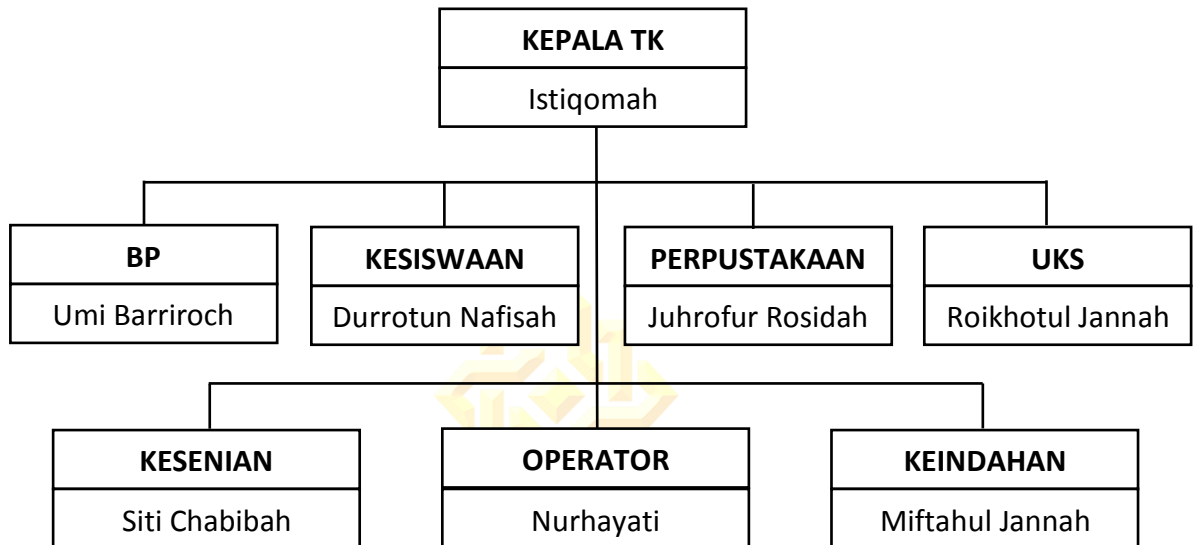 KEPALA TK
Istiqomah
BP
Umi Barriroch
KESISWAAN
Durrotun Nafisah
PERPUSTAKAAN
Juhrofur Rosidah
UKS
Roikhotul Jannah
KESENIAN
Siti Chabibah
OPERATOR
Nurhayati
KEINDAHAN
Miftahul Jannah